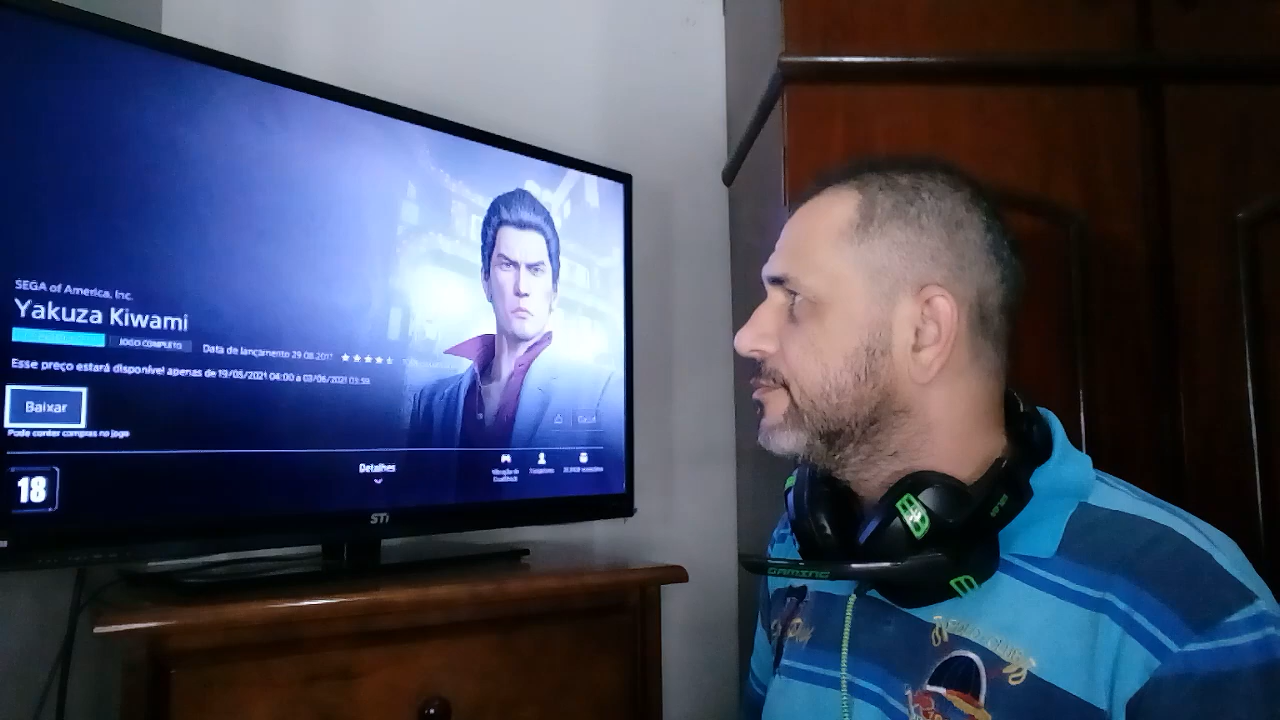 SEGA of America, Inc.
Yakuza Kiwami
JOGO COMPLETO
Data de lançamento 29.08.2017
Esse preço estará disponível apenas de 19/05/2021 04:00 a 03/06/2021 03:59.
Baixar
Pode conter compras no jogo
Detalhes
18
STi
GAMING